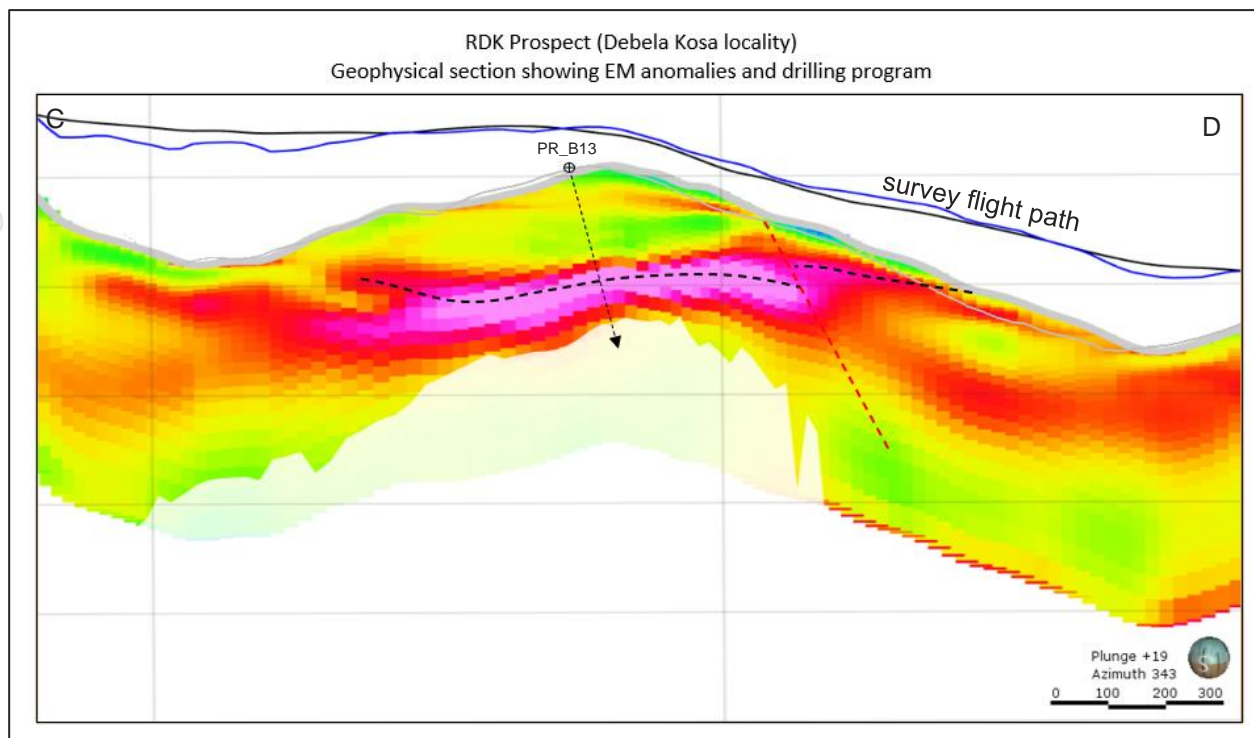 RDK Prospect (Debela Kosa locality)
Geophysical section showing EM anomalies and drilling program
C
D
PR_B13
survey flight path
Plunge +19
Azimuth 343
S
0 100 200 300